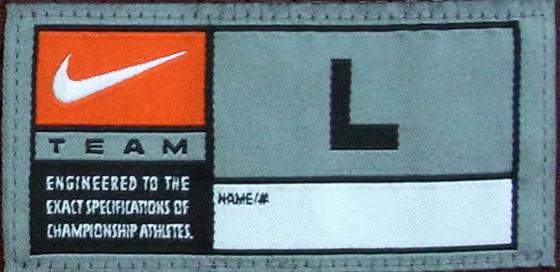 TEAM
ENGINEERED TO THE
EXACT SPECIFICATIONS OF
CHAMPIONSHIP ATHLETES.
L
NAME/#